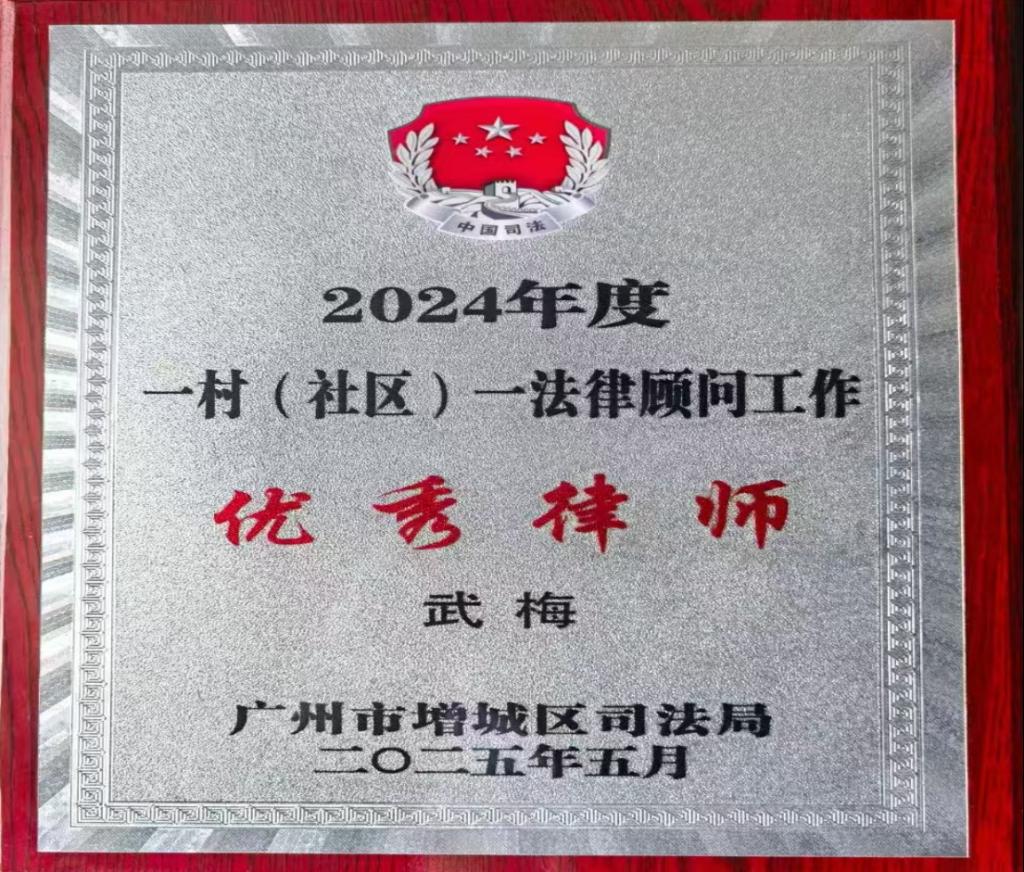 中国司法
2024年度
一村（社区）一法律顾问工作
优秀律师
武梅
广州市增城区司法局
二〇二五年五月